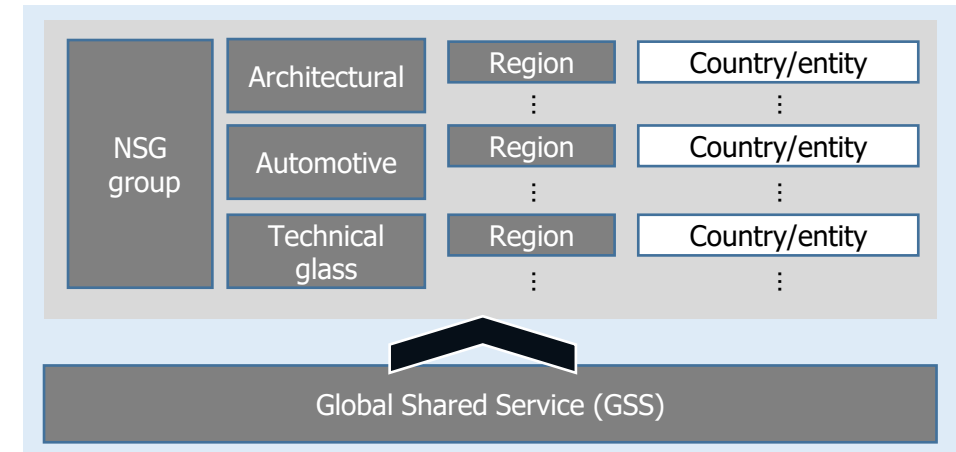 NSG
group
Architectural
Region
Country/entity
⋮
⋮
Automotive
Region
Country/entity
⋮
⋮
Technical
glass
Region
Country/entity
⋮
⋮
Global Shared Service (GSS)